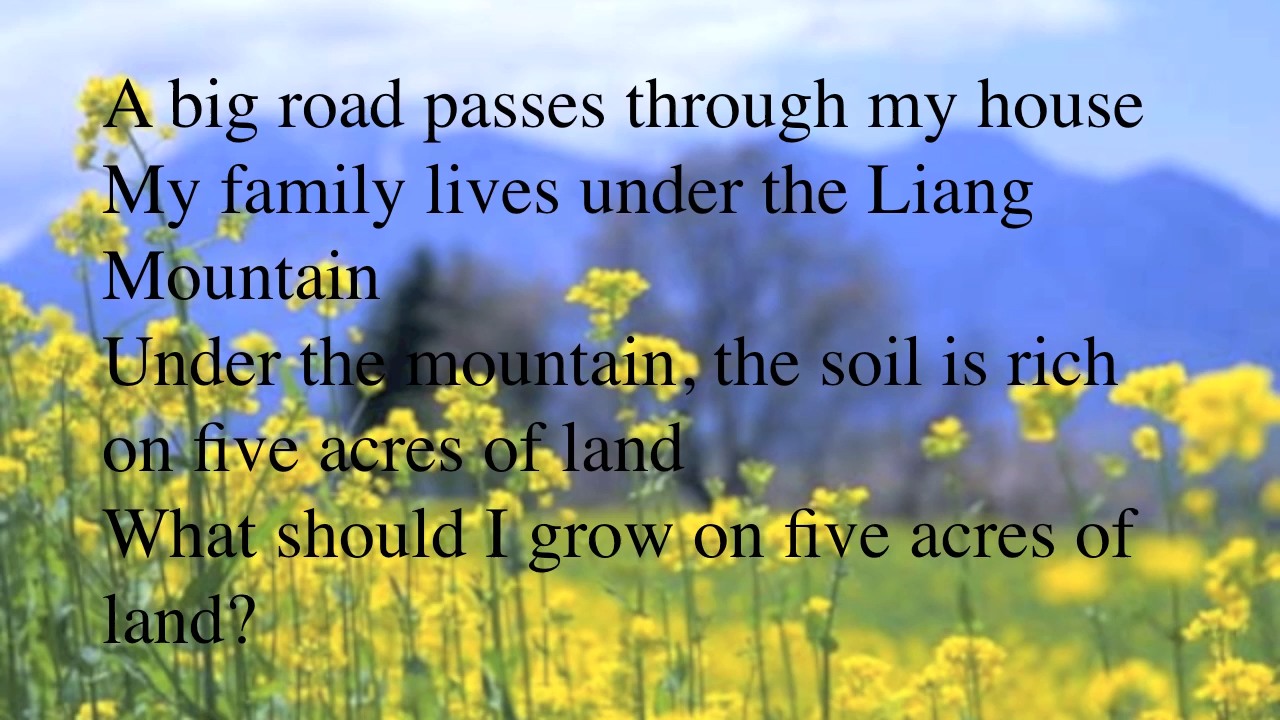 A big road passes through my house
My family lives under the Liang
Mountain
Under the mountain, the soil is rich
on five acres of land
What should I grow on five acres of
land?